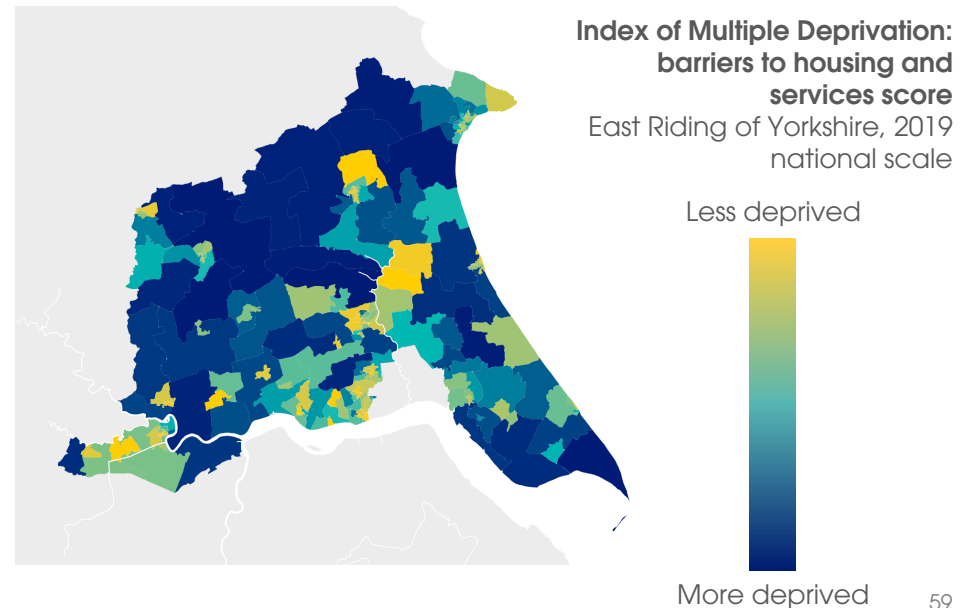 Index of Multiple Deprivation:
barriers to housing and
services score
East Riding of Yorkshire, 2019
national scale
Less deprived
More deprived
59